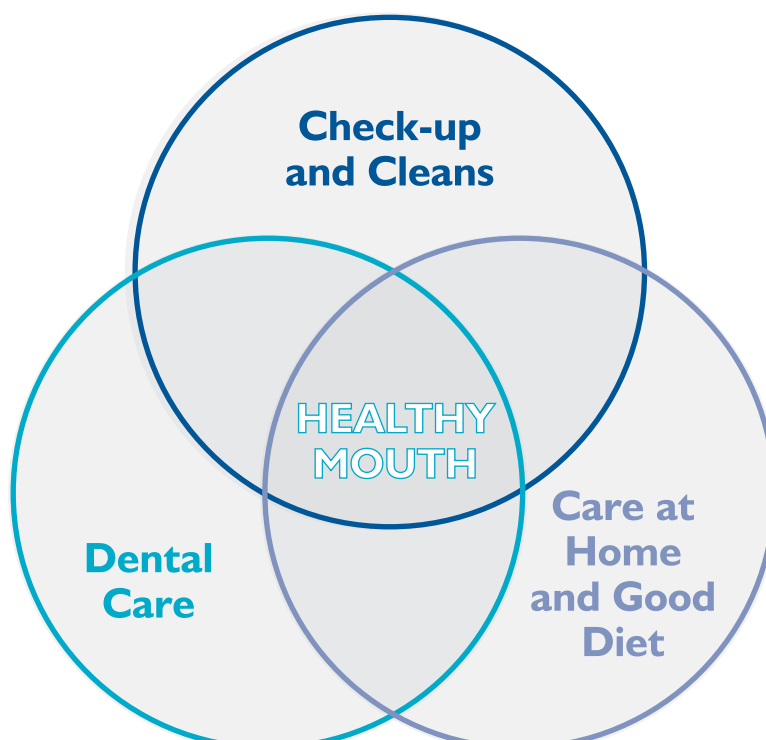 Check-up
and Cleans
HEALTHY
MOUTH
Dental
Care
Care at
Home
and Good
Diet